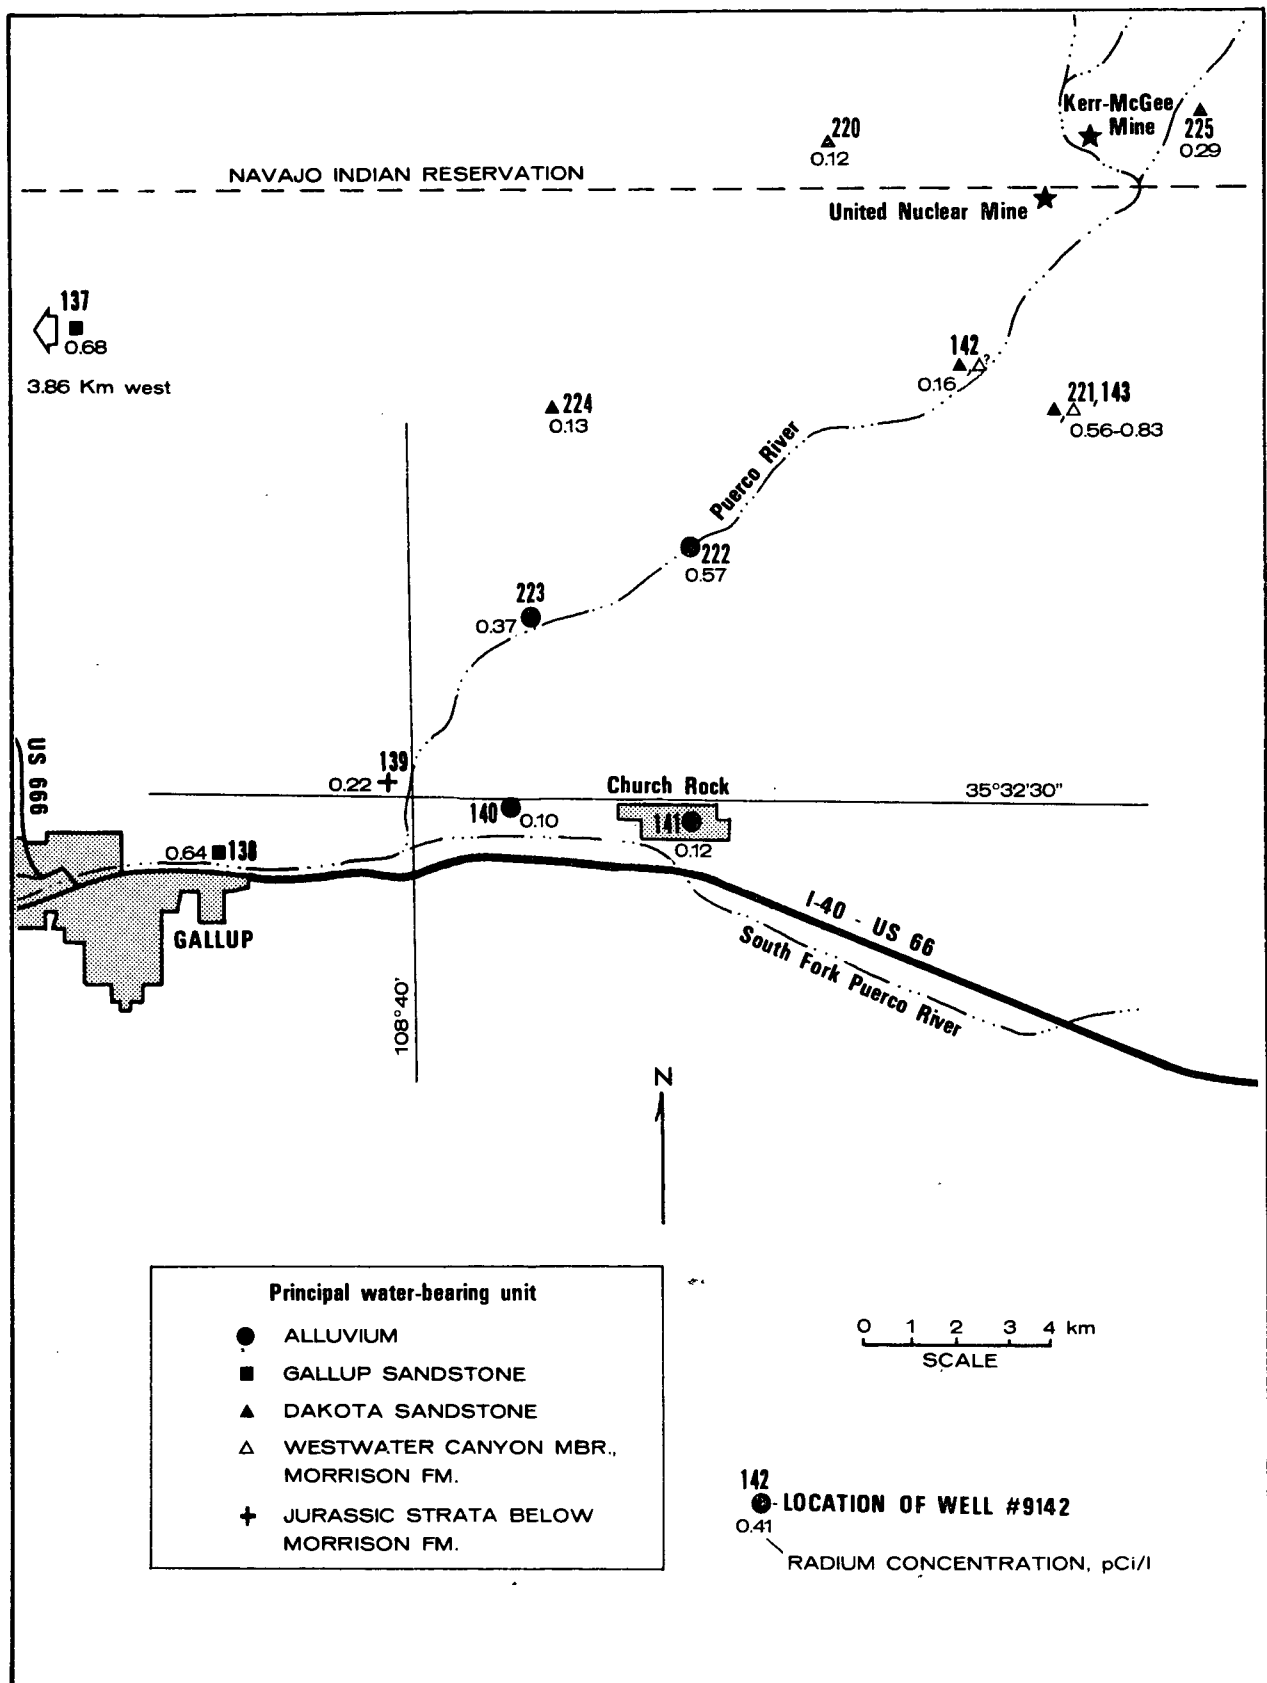 Kerr-McGee
Mine
220
0.12
225
0.29
NAVAJO INDIAN RESERVATION
United Nuclear Mine
137
0.68
3.86 Km west
142
?
0.16
221,143
0.56-0.83
224
0.13
Puerco River
222
0.57
223
0.37
US 666
139
0.22
Church Rock
35°32'30"
140
0.10
141
0.12
0.64
138
GALLUP
I-40 - US 66
South Fork Puerco River
108°40'
N
Principal water-bearing unit
ALLUVIUM
GALLUP SANDSTONE
DAKOTA SANDSTONE
WESTWATER CANYON MBR.,
MORRISON FM.
JURASSIC STRATA BELOW
MORRISON FM.
0 1 2 3 4 km
SCALE
142
LOCATION OF WELL #9142
0.41
RADIUM CONCENTRATION, pCi/l